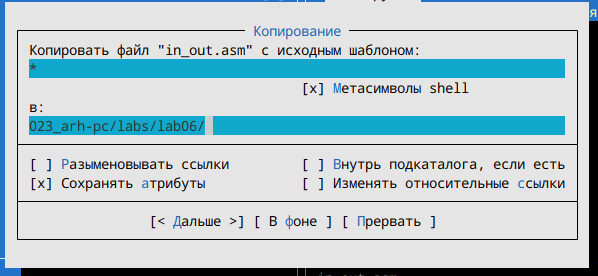 Копирование
Копировать файл "in_out.asm" с исходным шаблоном:
*
[x] Метасимволы shell
в:
023_arh-pc/labs/lab06/
[ ] Разыменовывать ссылки [ ] Внутрь подкаталога, если есть
[x] Сохранять атрибуты [ ] Изменять относительные ссылки
[< Дальше >] [ В фоне ] [ Прервать ]